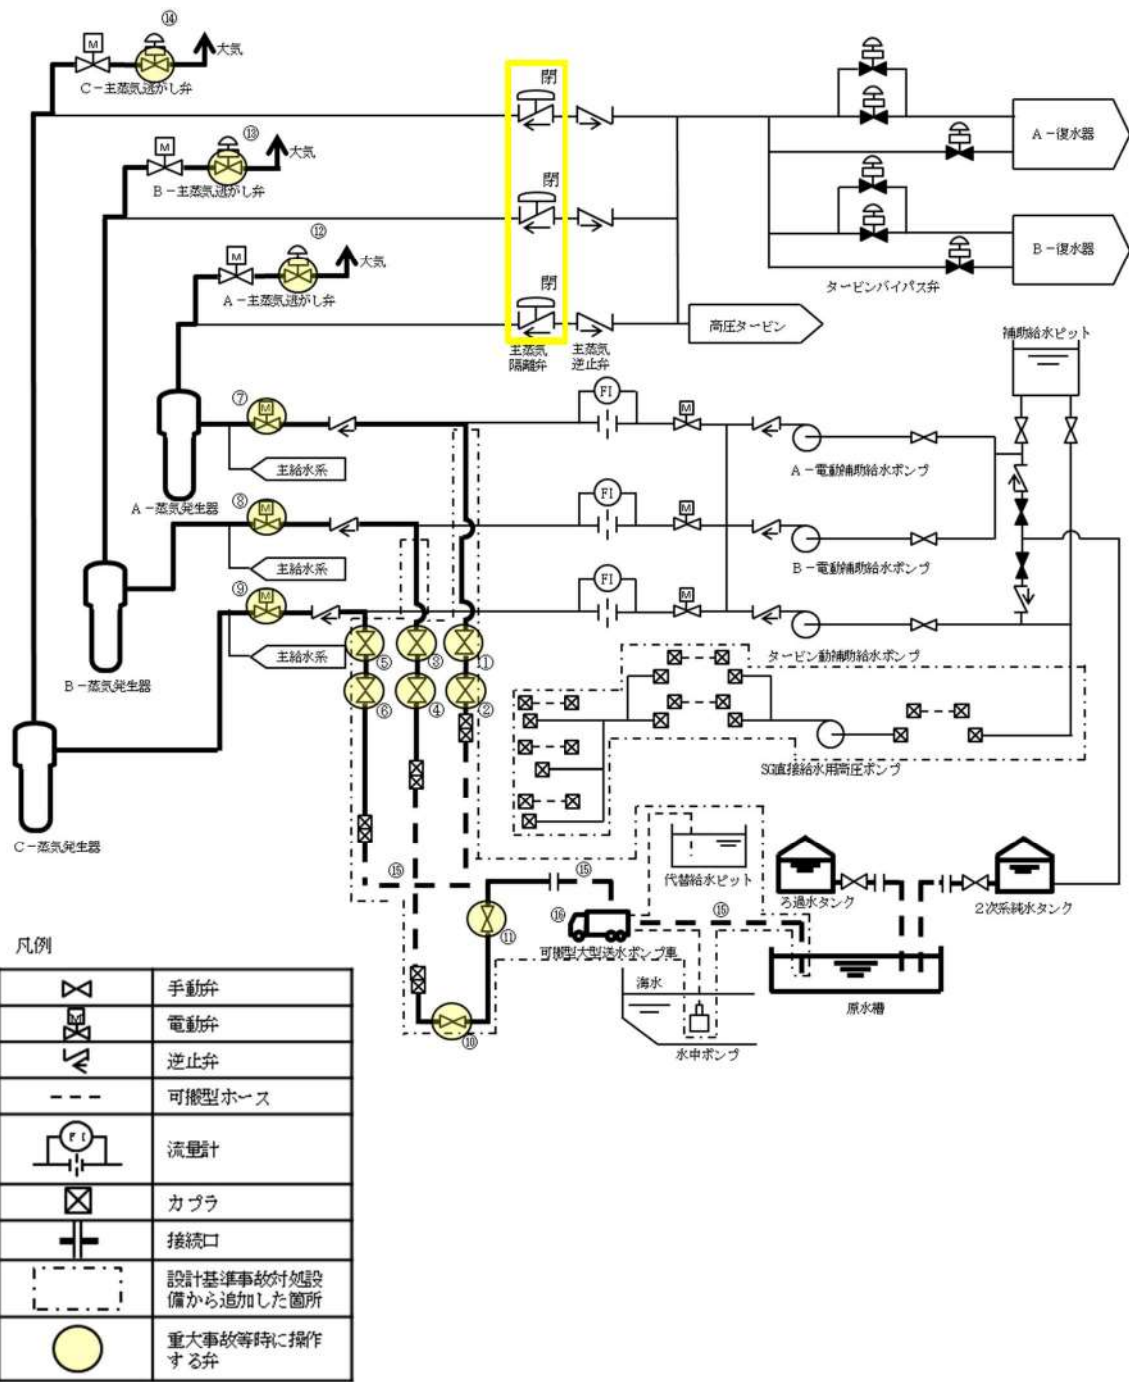 ⑭
M
大気
C－主蒸気逃がし弁
閉
⑬
M
大気
B－主蒸気逃がし弁
閉
⑫
M
大気
A－主蒸気逃がし弁
閉
主蒸気
隔離弁
主蒸気
逆止弁
A－復水器
B－復水器
タービンバイパス弁
高圧タービン
補助給水ピット
⑦
M
FI
M
主給水系
A－電動補助給水ポンプ
A－蒸気発生器
⑧
M
FI
M
主給水系
B－電動補助給水ポンプ
⑨
M
FI
M
主給水系
タービン動補助給水ポンプ
B－蒸気発生器
⑤
③
①
⑥
④
②
SG直接給水用高圧ポンプ
C－蒸気発生器
⑮
⑮
代替給水ピット
ろ過水タンク
2次系純水タンク
⑪
⑯
⑮
可搬型大型送水ポンプ車
海水
原水槽
⑩
水中ポンプ
凡例
手動弁
M
電動弁
逆止弁
可搬型ホース
FI
流量計
カプラ
接続口
設計基準事故対処設
備から追加した箇所
重大事故等時に操作
する弁